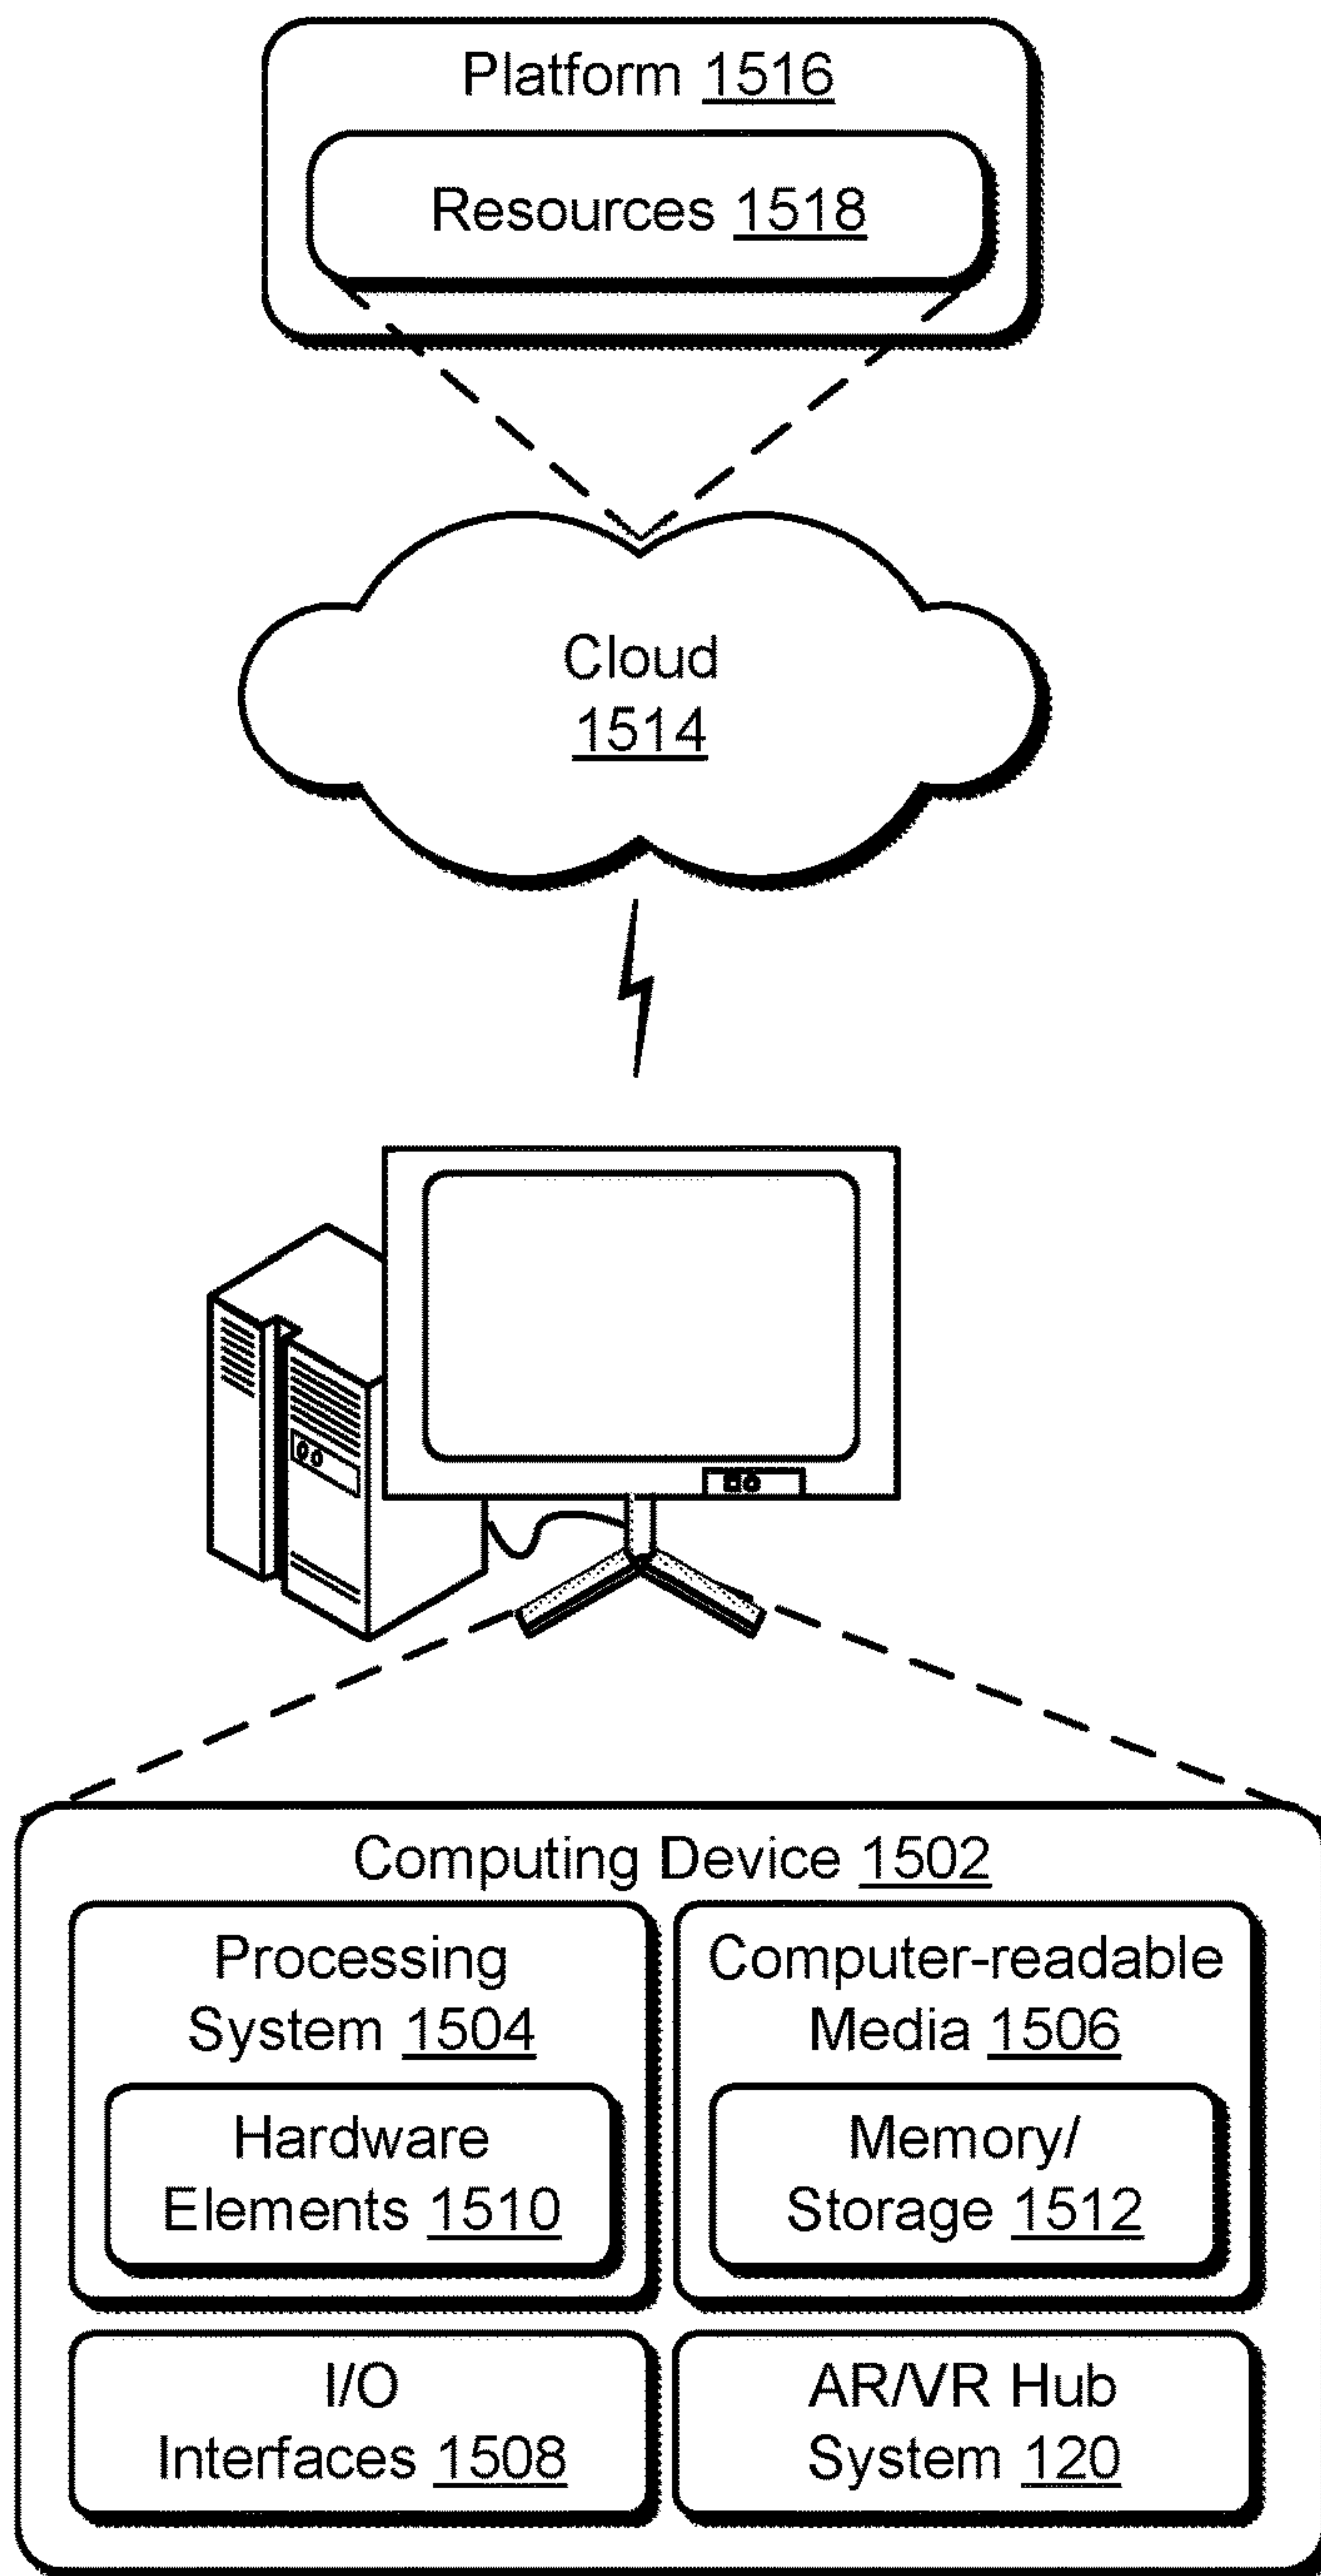 Platform 1516
Resources 1518
Cloud
1514
Computing Device 1502
Processing
System 1504
Hardware
Elements 1510
Computer-readable
Media 1506
Memory/
Storage 1512
I/O
Interfaces 1508
AR/VR Hub
System 120